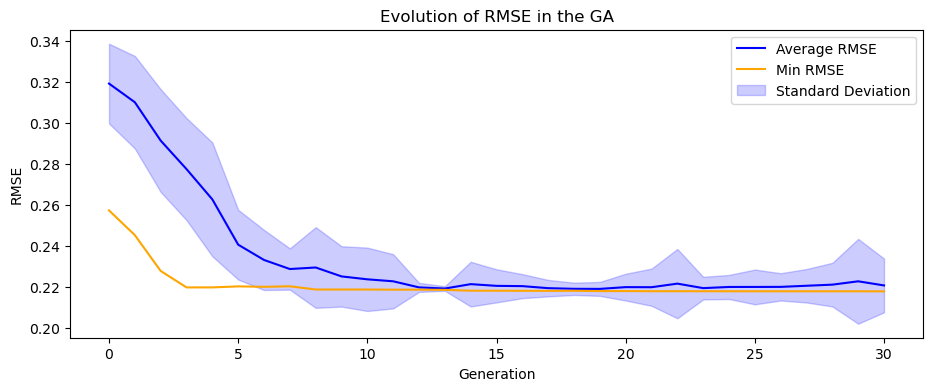 Evolution of RMSE in the GA
0.34
0.32
0.30
0.28
0.26
0.24
0.22
0.20
RMSE
Average RMSE
Min RMSE
Standard Deviation
0 5 10 15 20 25 30
Generation